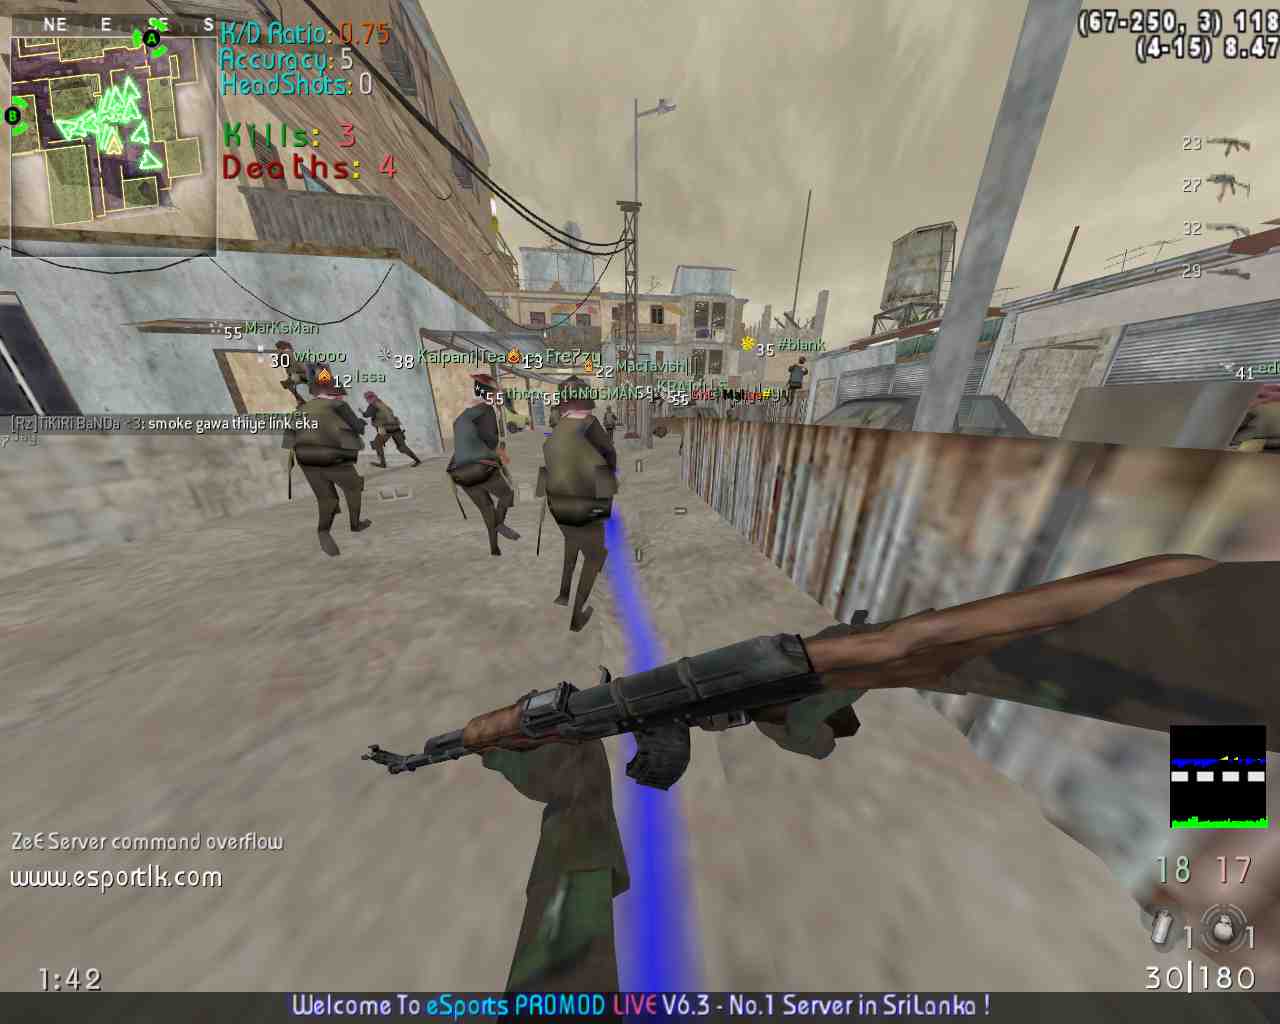 NE E SE S
K/D Ratio: 0.75
Accuracy: 5
HeadShots: 0
Kills: 3
Deaths: 4
(67-250, 3) 118
(4-15) 8.47
A
B
23
27
32
29
55 MarKsMan
30 whooo
12 Issa
38 Kalpani|Tea
13 Fre7zy
22 MacTavish
35 #blank
55
55
55
41
[Rz]TiKiRi BaNDa <3: smoke gawa thiye link eka
ZeE Server command overflow
www.esportlk.com
18 17
1 1
1:42
30|180
Welcome To eSports PROMOD LIVE V6.3 - No.1 Server in SriLanka !